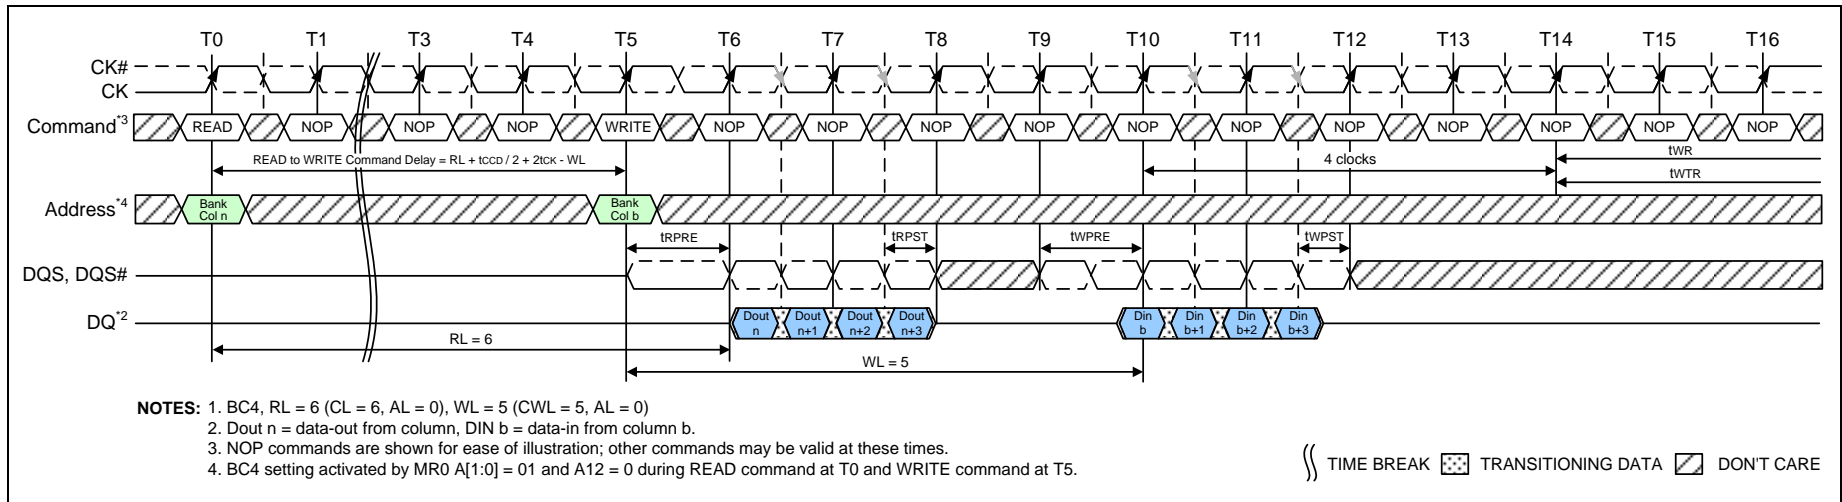 T0 T1 T3 T4 T5 T6 T7 T8 T9 T10 T11 T12 T13 T14 T15 T16
CK#
CK
Command*3 READ NOP NOP NOP WRITE NOP NOP NOP NOP NOP NOP NOP NOP NOP NOP NOP
READ to WRITE Command Delay = RL + tCCD / 2 + 2tCK - WL
4 clocks
tWR
tWTR
Address*4
Bank Col n
Bank Col b
tRPRE tRPST tWPRE tWPST
DQS, DQS#
DQ*2
Dout n
Dout n+1
Dout n+2
Dout n+3
Din b
Din b+1
Din b+2
Din b+3
RL = 6
WL = 5
NOTES: 1. BC4, RL = 6 (CL = 6, AL = 0), WL = 5 (CWL = 5, AL = 0)
2. Dout n = data-out from column, DIN b = data-in from column b.
3. NOP commands are shown for ease of illustration; other commands may be valid at these times.
4. BC4 setting activated by MR0 A[1:0] = 01 and A12 = 0 during READ command at T0 and WRITE command at T5.
TIME BREAK TRANSITIONING DATA DON'T CARE